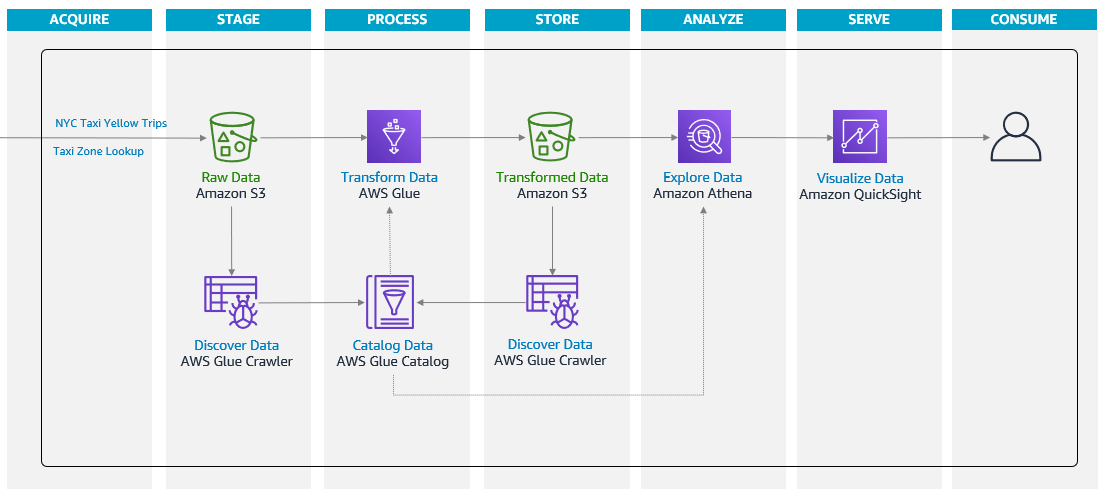 ACQUIRE
STAGE
PROCESS
STORE
ANALYZE
SERVE
CONSUME
NYC Taxi Yellow Trips
Taxi Zone Lookup
Raw Data
Amazon S3
Transform Data
AWS Glue
Transformed Data
Amazon S3
Explore Data
Amazon Athena
Visualize Data
Amazon QuickSight
Discover Data
AWS Glue Crawler
Catalog Data
AWS Glue Catalog
Discover Data
AWS Glue Crawler